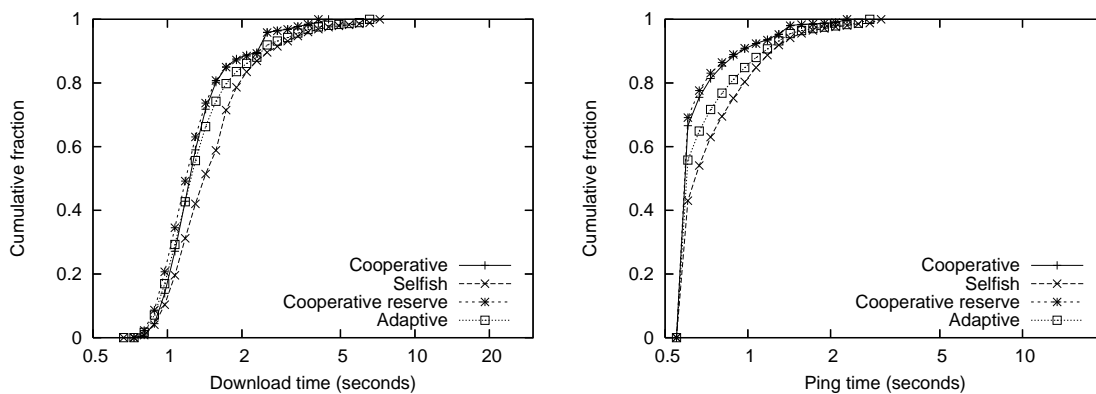 1
0.8
0.6
0.4
0.2
0
Cumulative fraction
Cooperative
Selfish
Cooperative reserve
Adaptive
0.5 1 2 5 10 20
Download time (seconds)
1
0.8
0.6
0.4
0.2
0
Cumulative fraction
Cooperative
Selfish
Cooperative reserve
Adaptive
0.5 1 2 5 10
Ping time (seconds)